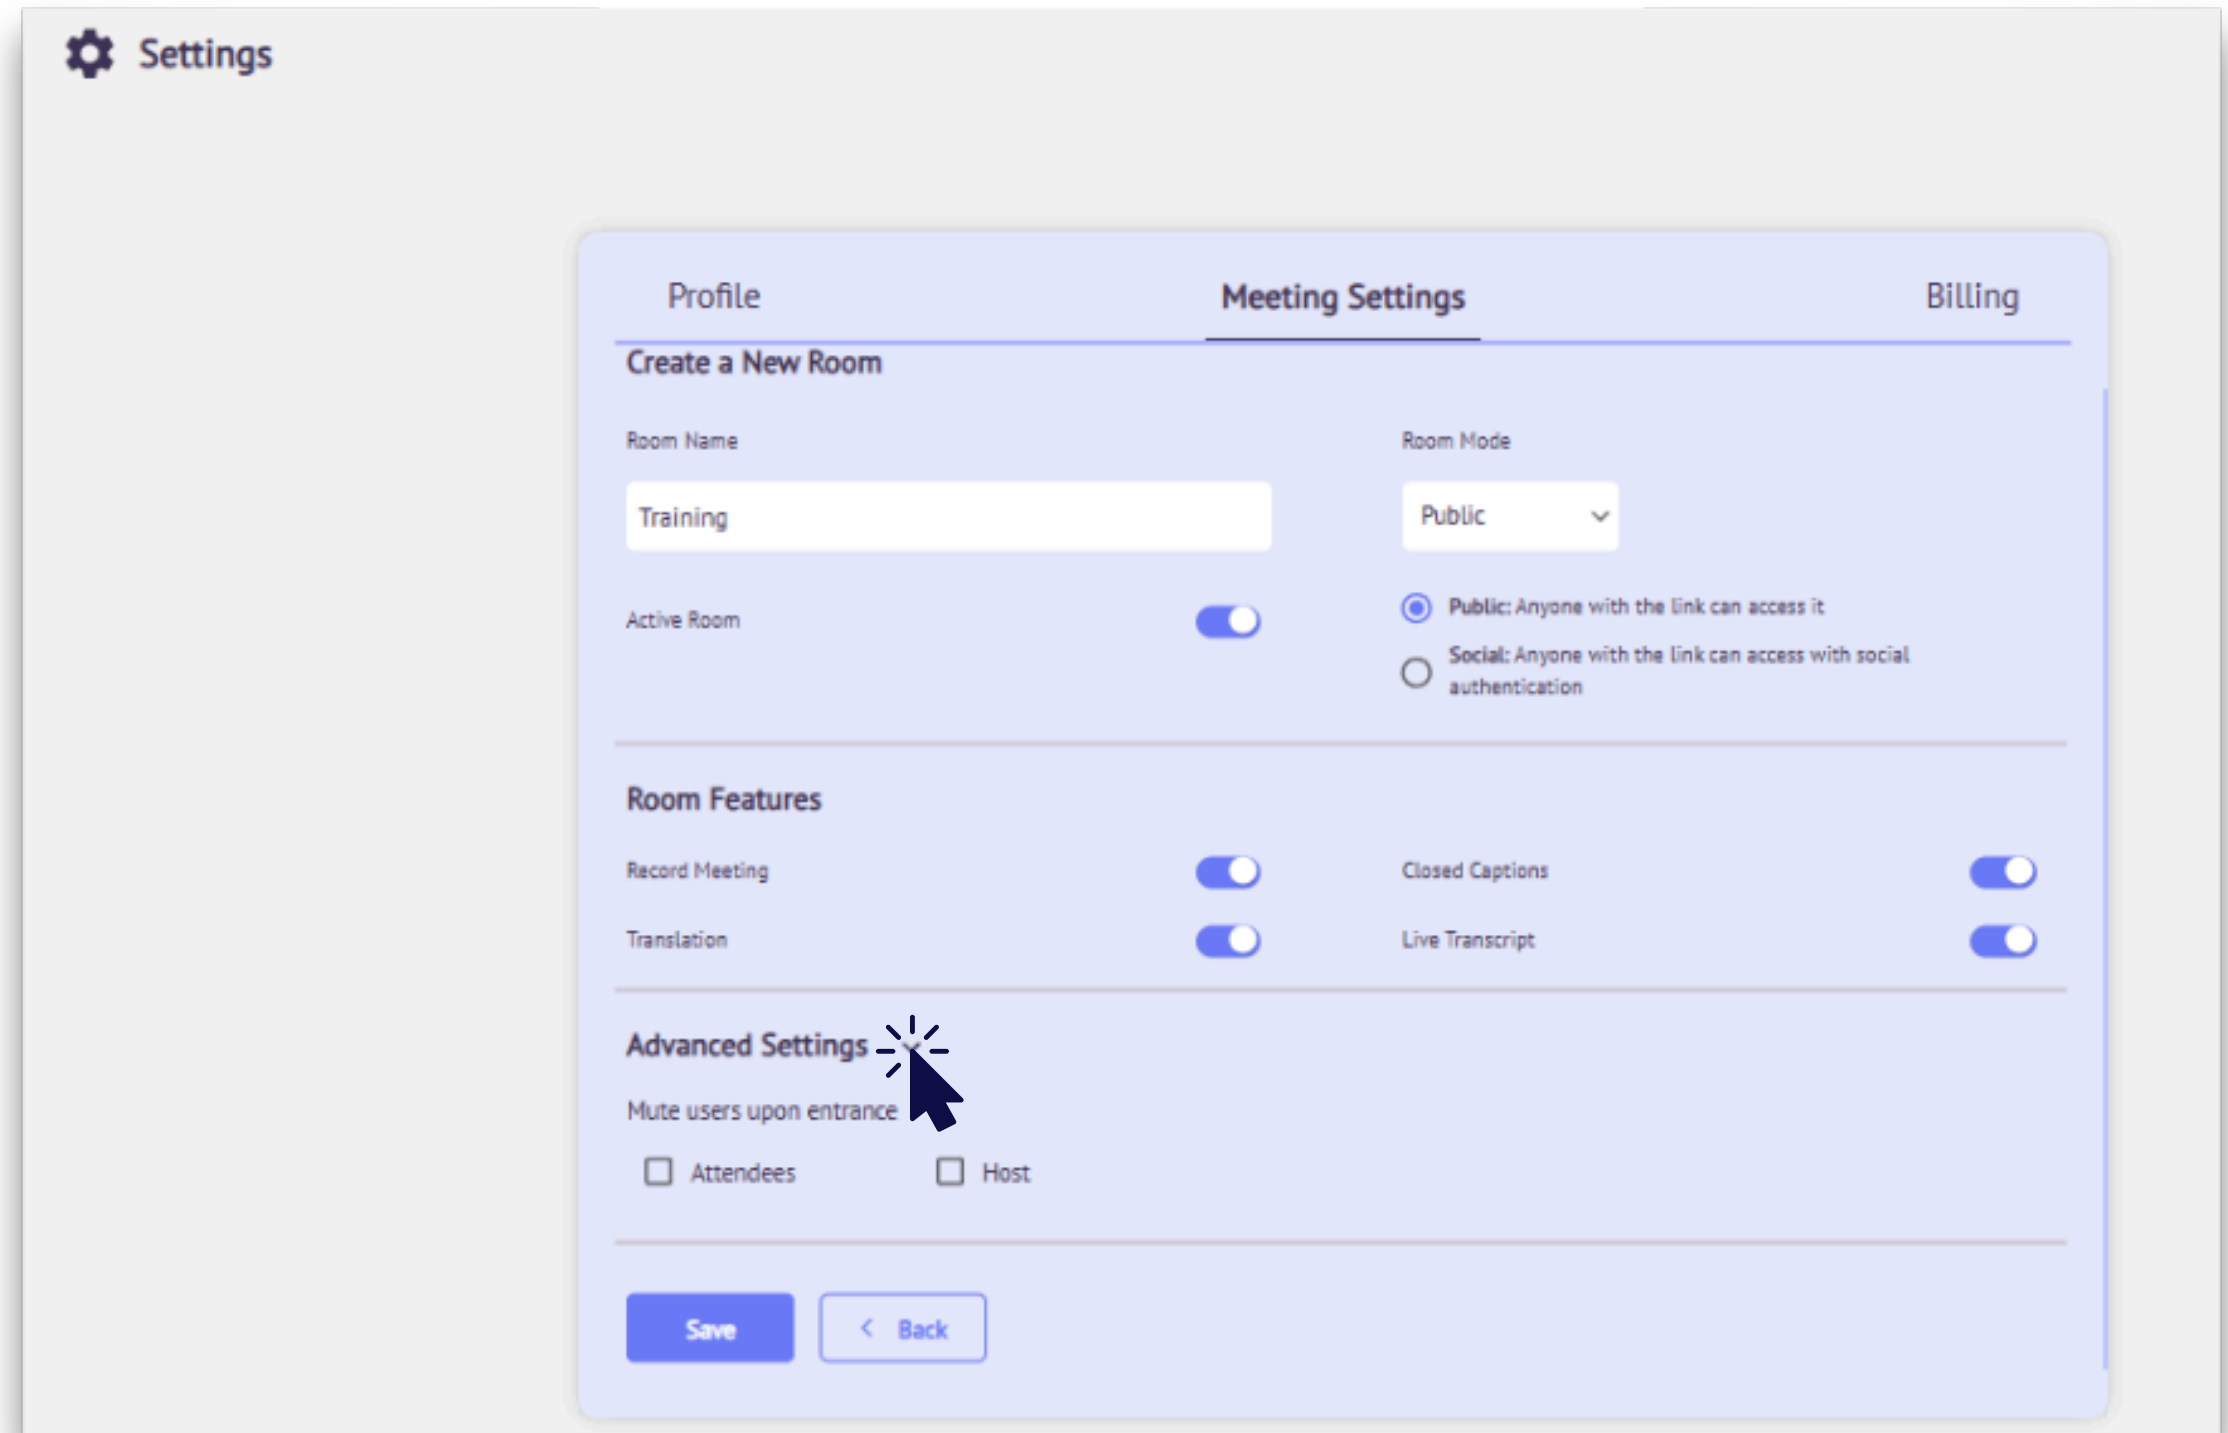 Settings
Profile
Meeting Settings
Billing
Create a New Room
Room Name
Room Mode
Training
Public
Active Room
Public: Anyone with the link can access it
Social: Anyone with the link can access with social
authentication
Room Features
Record Meeting
Closed Captions
Translation
Live Transcript
Advanced Settings
Mute users upon entrance
Attendees
Host
Save
Back